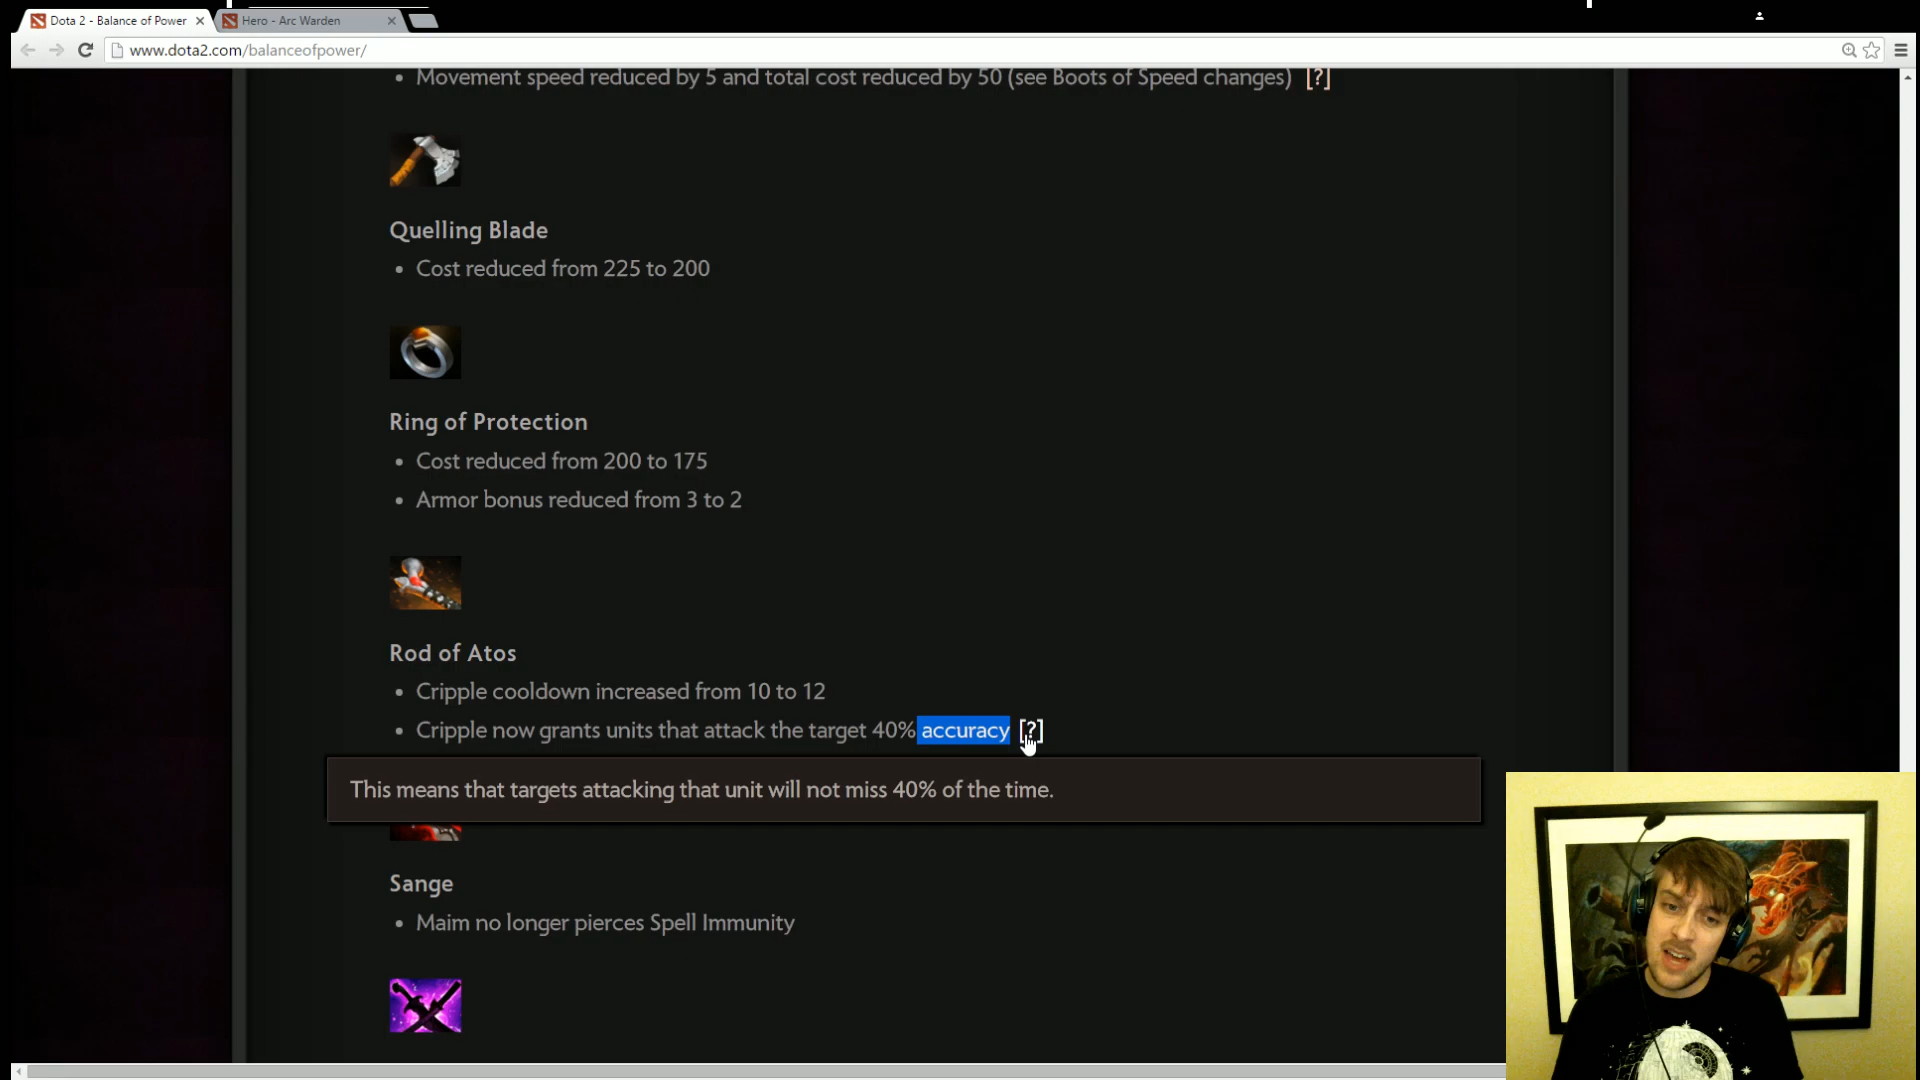 Dota 2 - Balance of Power
Hero - Arc Warden
www.dota2.com/balanceofpower/
• Movement speed reduced by 5 and total cost reduced by 50 (see Boots of Speed changes) [?]
Quelling Blade
• Cost reduced from 225 to 200
Ring of Protection
• Cost reduced from 200 to 175
• Armor bonus reduced from 3 to 2
Rod of Atos
• Cripple cooldown increased from 10 to 12
• Cripple now grants units that attack the target 40% accuracy [?]
This means that targets attacking that unit will not miss 40% of the time.
Sange
• Maim no longer pierces Spell Immunity